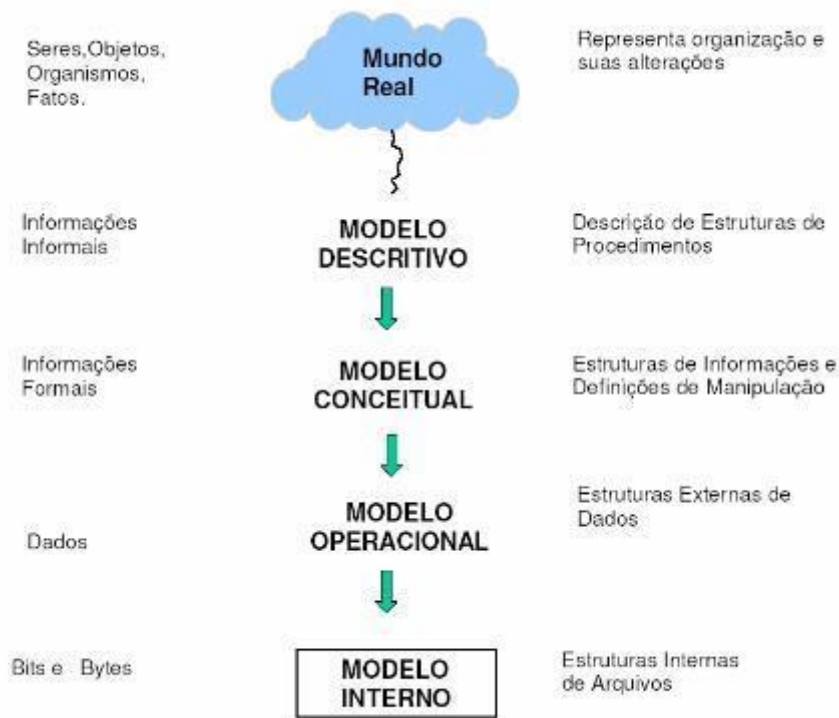 Seres,Objetos,
Organismos,
Fatos.
Mundo
Real
Representa organização e
suas alterações
Informações
Informais
MODELO
DESCRITIVO
Descrição de Estruturas de
Procedimentos
Informações
Formais
MODELO
CONCEITUAL
Estruturas de Informações e
Definições de Manipulação
Dados
MODELO
OPERACIONAL
Estruturas Externas de
Dados
Bits e Bytes
MODELO
INTERNO
Estruturas Internas
de Arquivos